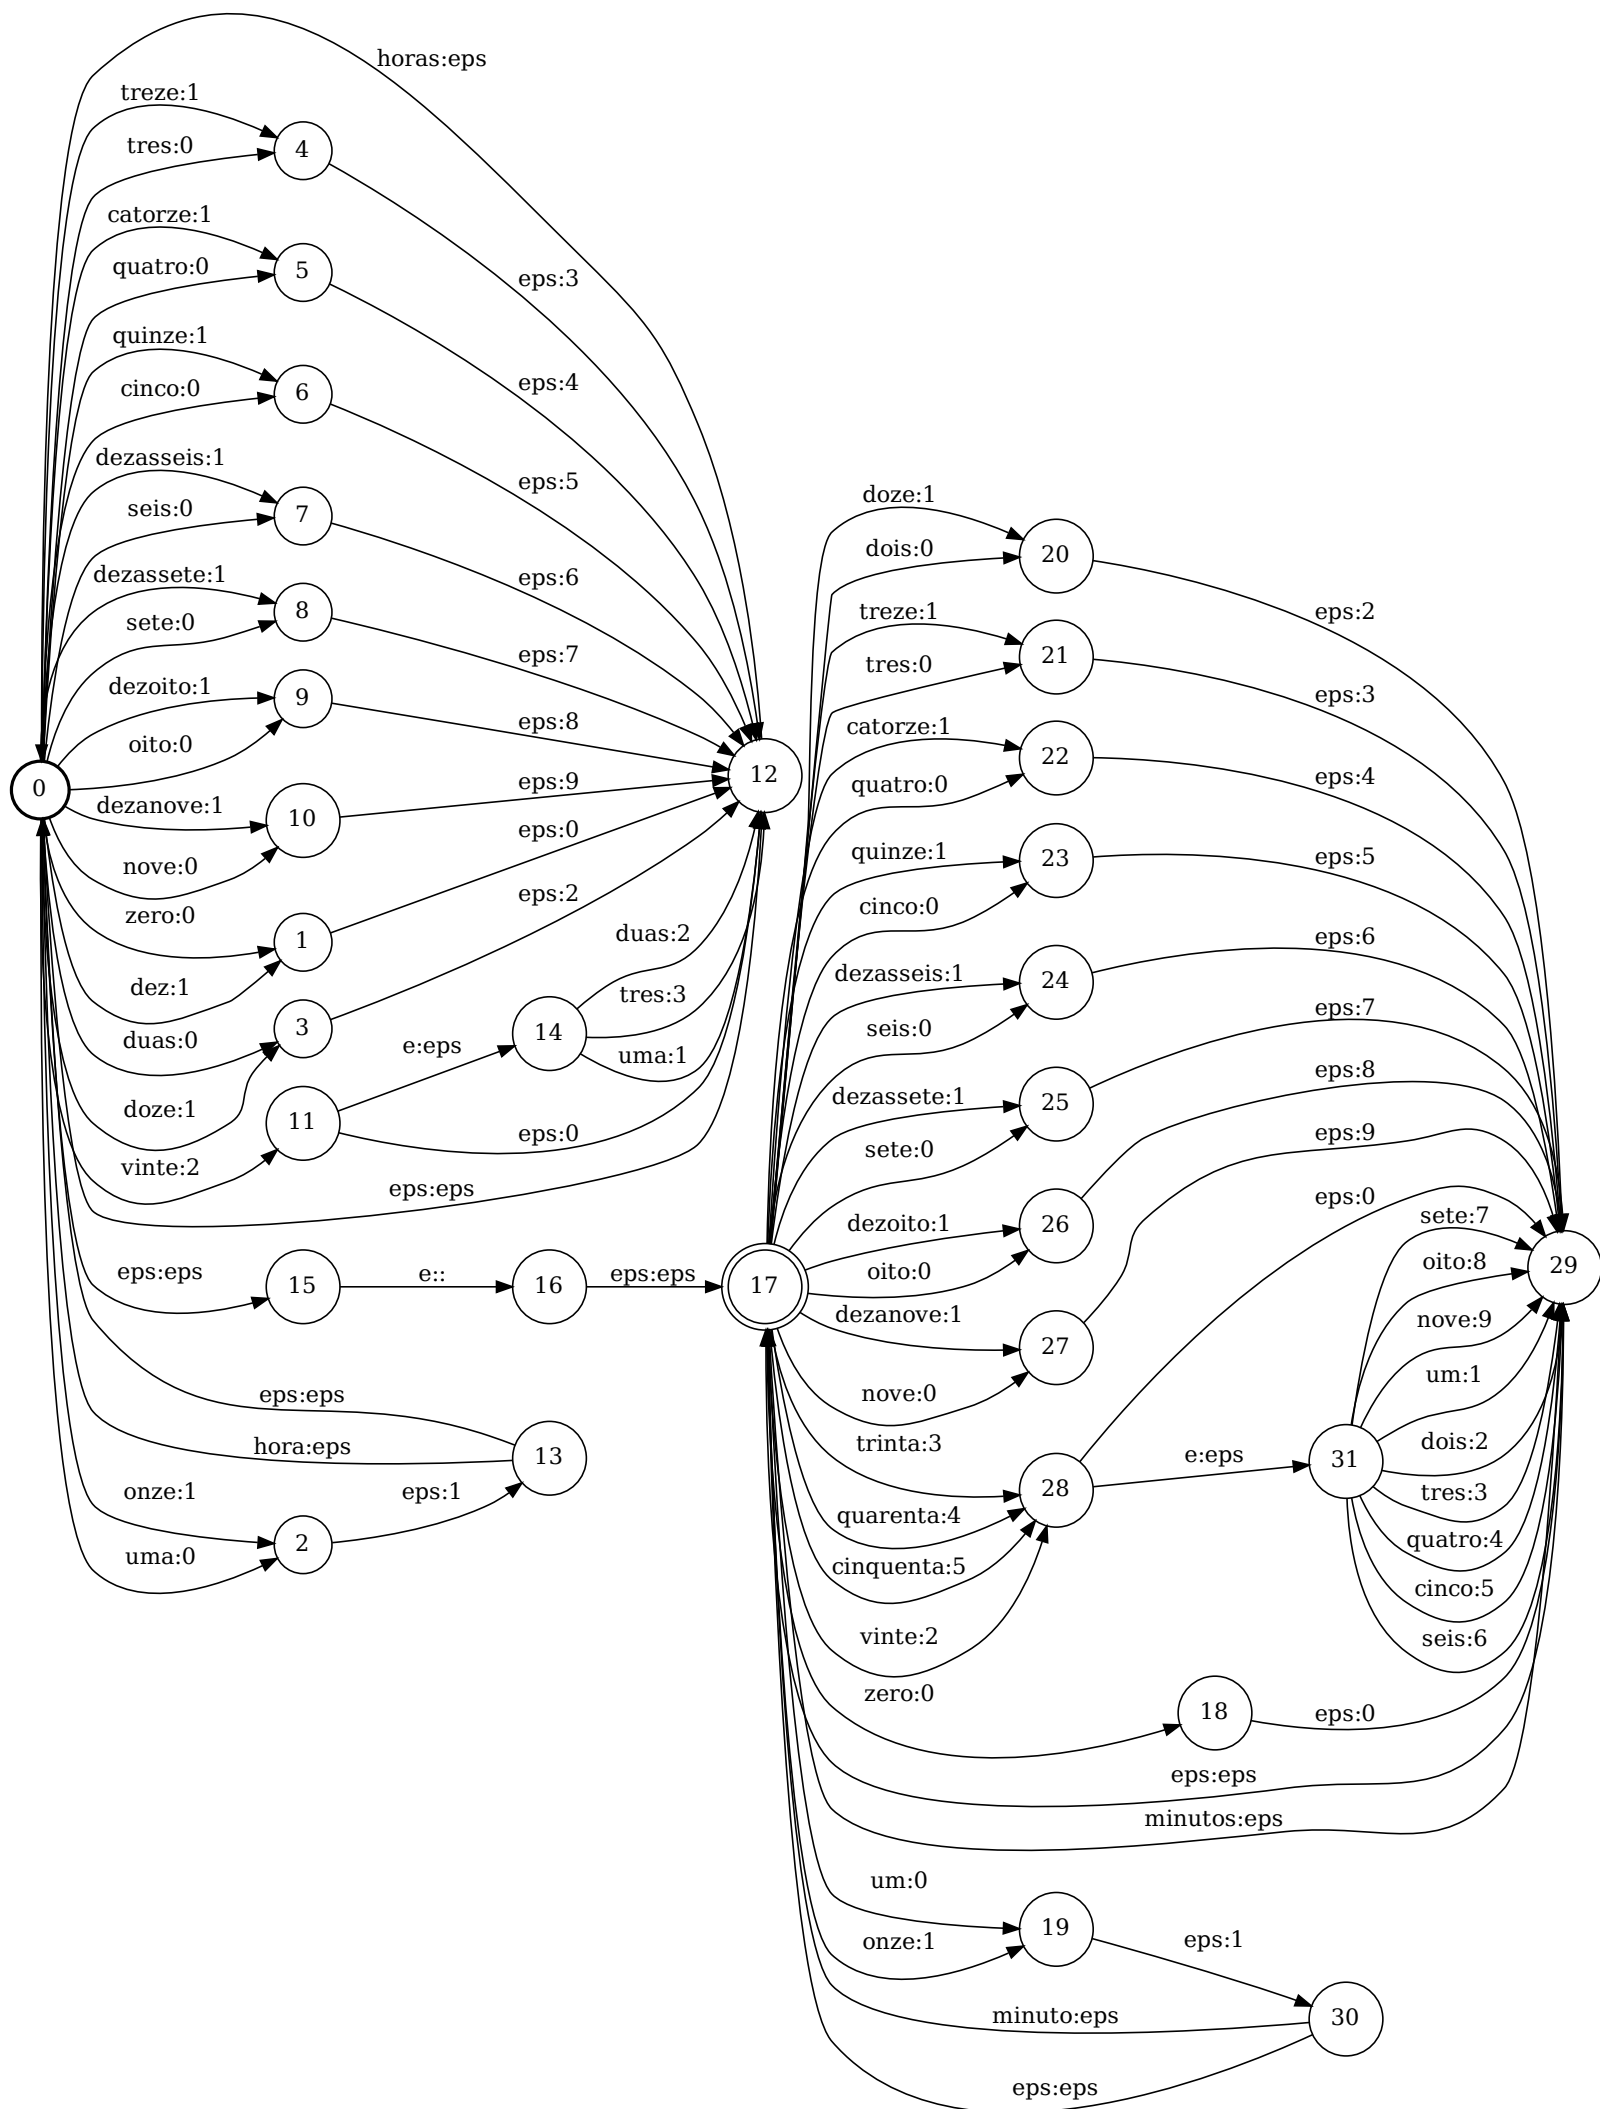 horas:eps
treze:1
tres:0
4
catorze:1
quatro:0
5
eps:3
quinze:1
cinco:0
6
eps:4
dezasseis:1
seis:0
7
eps:5
dezassete:1
sete:0
8
eps:6
dezoito:1
oito:0
9
eps:7
eps:8
0
dezanove:1
nove:0
10
eps:9
12
zero:0
dez:1
1
eps:0
duas:0
doze:1
3
eps:2
vinte:2
11
e:eps
14
duas:2
tres:3
uma:1
eps:0
eps:eps
eps:eps
15
e::
16
eps:eps
17
eps:eps
hora:eps
13
onze:1
uma:0
2
eps:1
doze:1
dois:0
20
eps:2
treze:1
tres:0
21
eps:3
catorze:1
quatro:0
22
eps:4
quinze:1
cinco:0
23
eps:5
dezasseis:1
seis:0
24
eps:6
dezassete:1
sete:0
25
eps:7
dezoito:1
oito:0
26
eps:8
dezanove:1
nove:0
27
eps:9
trinta:3
quarenta:4
cinquenta:5
vinte:2
28
eps:0
e:eps
31
sete:7
oito:8
nove:9
um:1
dois:2
tres:3
quatro:4
cinco:5
seis:6
29
zero:0
18
eps:0
eps:eps
minutos:eps
um:0
onze:1
19
eps:1
minuto:eps
30
eps:eps